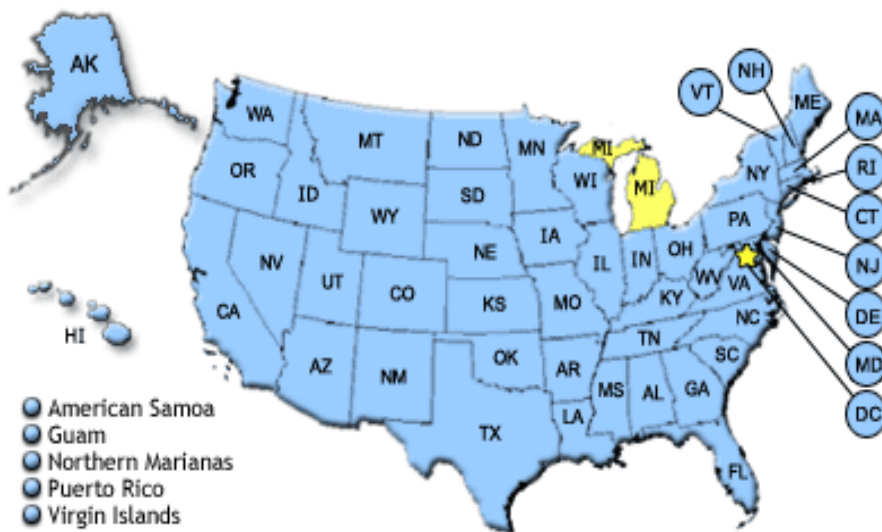 AK
WA
MT
ND
MN
MI
NH
VT
ME
MA
OR
ID
SD
WI
MI
NY
RI
WY
CT
IA
PA
NE
NV
UT
IL
IN
OH
NJ
CO
WV
VA
CA
KS
MO
KY
DE
HI
NC
TN
AZ
NM
OK
AR
SC
MD
MS
AL
GA
DC
American Samoa
LA
TX
Guam
Northern Marianas
FL
Puerto Rico
Virgin Islands